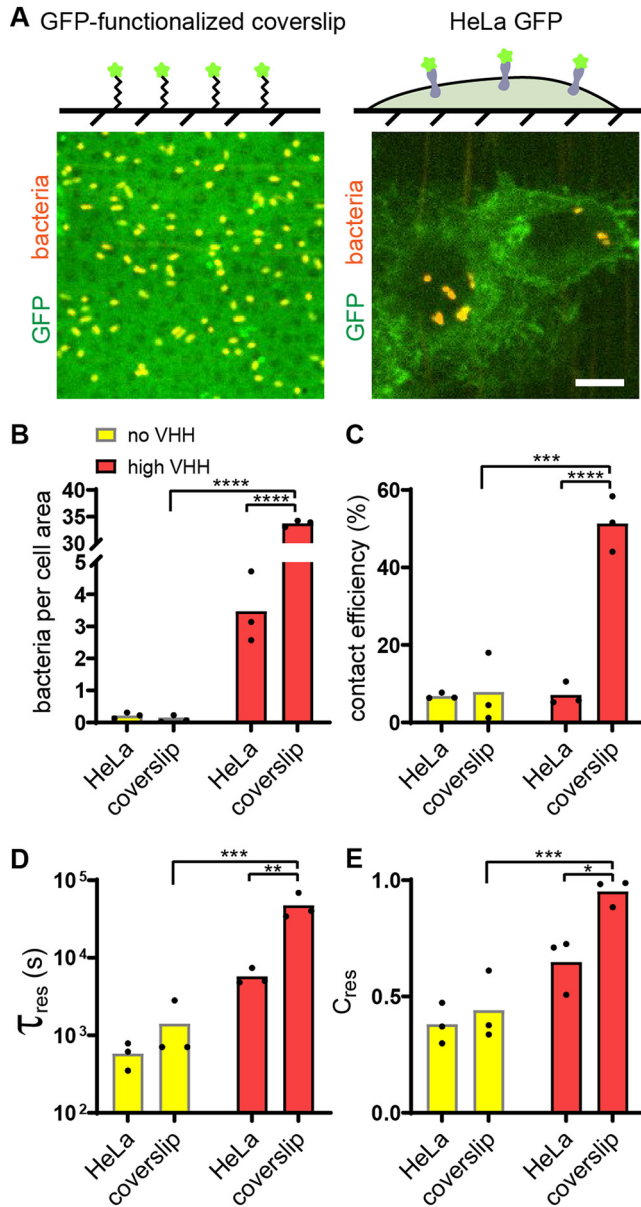 A GFP-functionalized coverslip HeLa GFP
GFP bacteria
GFP bacteria
B
no VHH
high VHH
bacteria per cell area
40
35
30
5
4
3
2
1
0
****
****
HeLa
coverslip
HeLa
coverslip
C
contact efficiency (%)
60
40
20
0
***
****
HeLa
coverslip
HeLa
coverslip
D
τres (s)
10⁵
10⁴
10³
10²
***
**
HeLa
coverslip
HeLa
coverslip
E
Cres
1.0
0.5
0.0
***
*
HeLa
coverslip
HeLa
coverslip